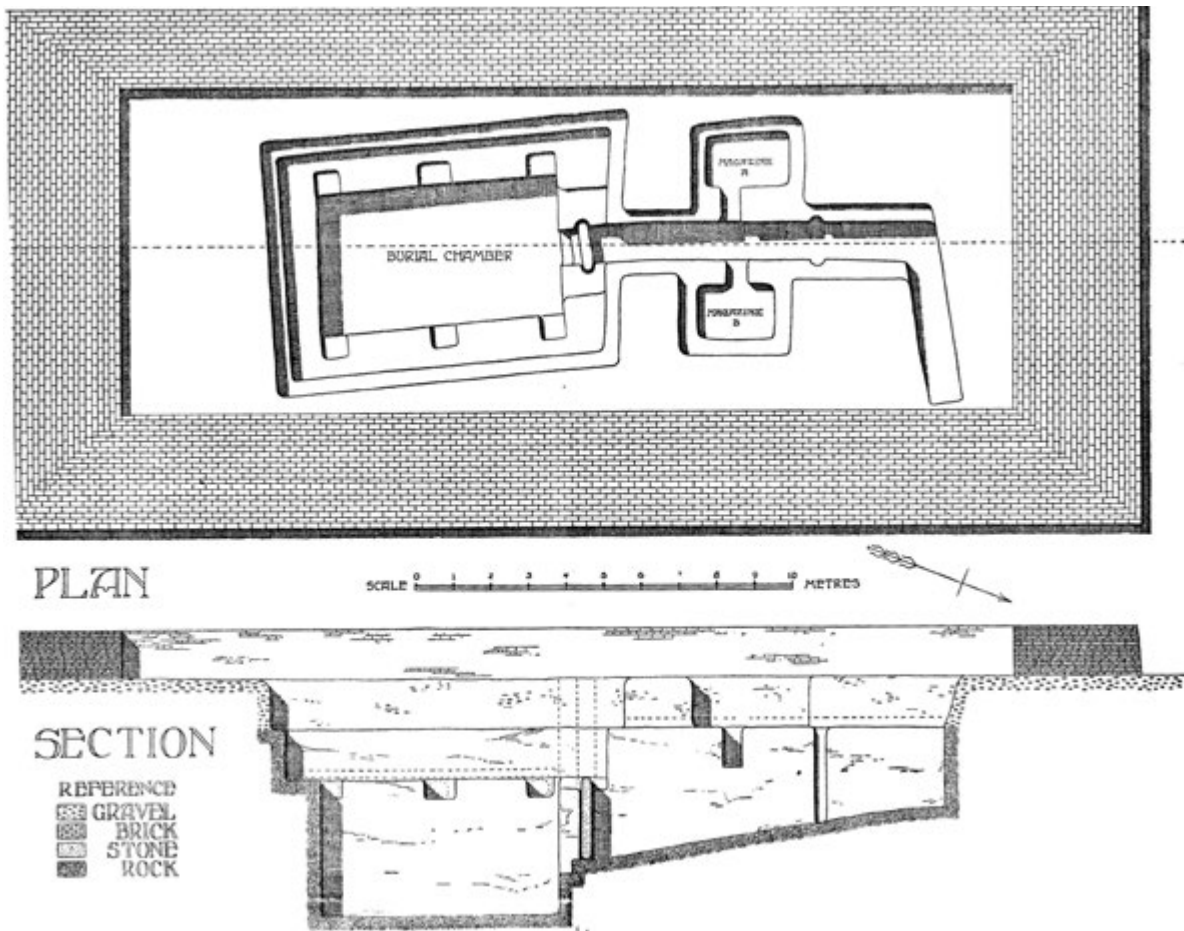 MAGAZINE
A
BURIAL CHAMBER
MAGAZINE
B
PLAN
SCALE 0 1 2 3 4 5 6 7 8 9 10 METRES
SECTION
REFERENCE
GRAVEL
BRICK
STONE
ROCK